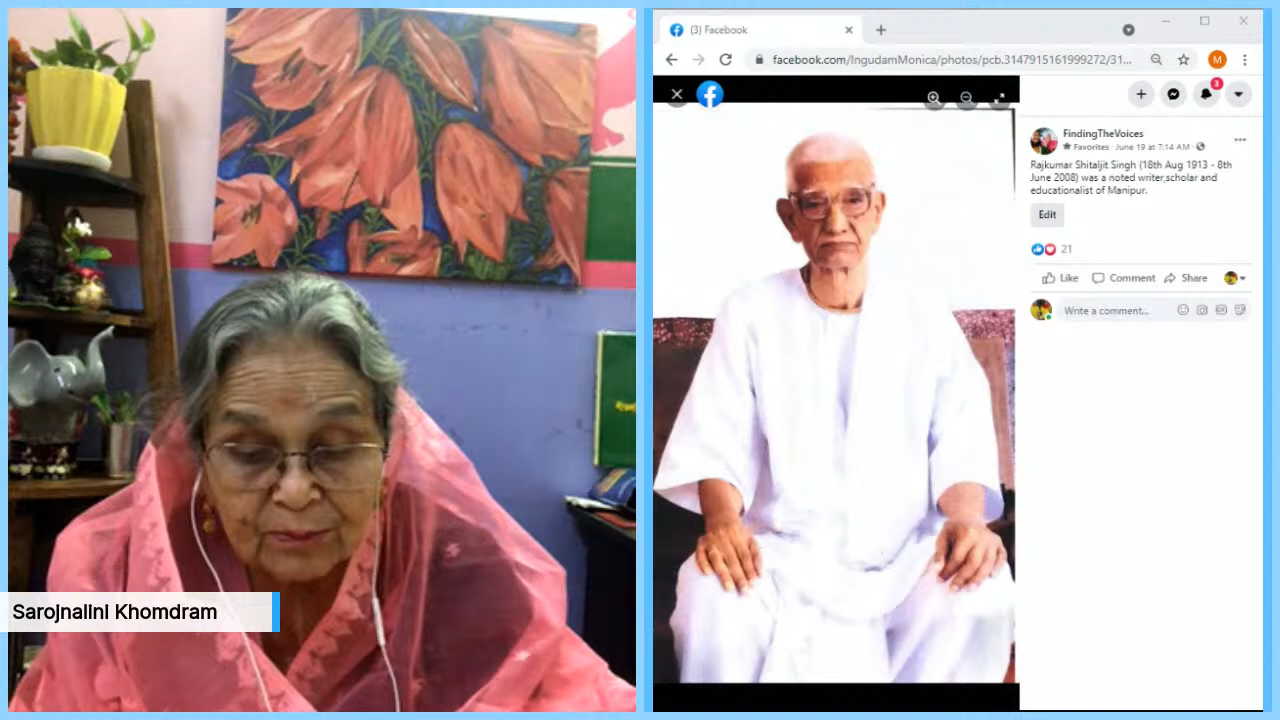 Sarojnalini Khomdram
(3) Facebook
facebook.com/IngudamMonica/photos/pcb.3147915161999272/31...
M
3
FindingTheVoices
Favorites · June 19 at 7:14 AM ·
Rajkumar Shitaljit Singh (18th Aug 1913 - 8th
June 2008) was a noted writer,scholar and
educationalist of Manipur.
Edit
21
Like Comment Share
Write a comment...
GIF